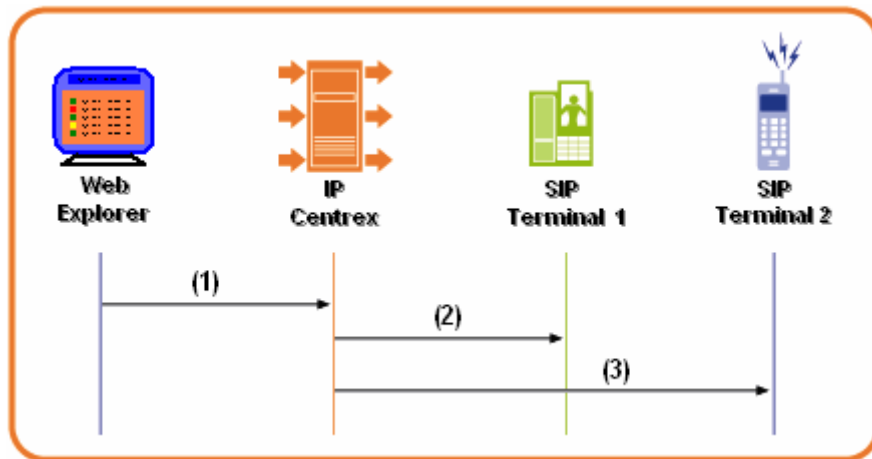 Web
Explorer
IP
Centrex
SIP
Terminal 1
SIP
Terminal 2
(1)
(2)
(3)